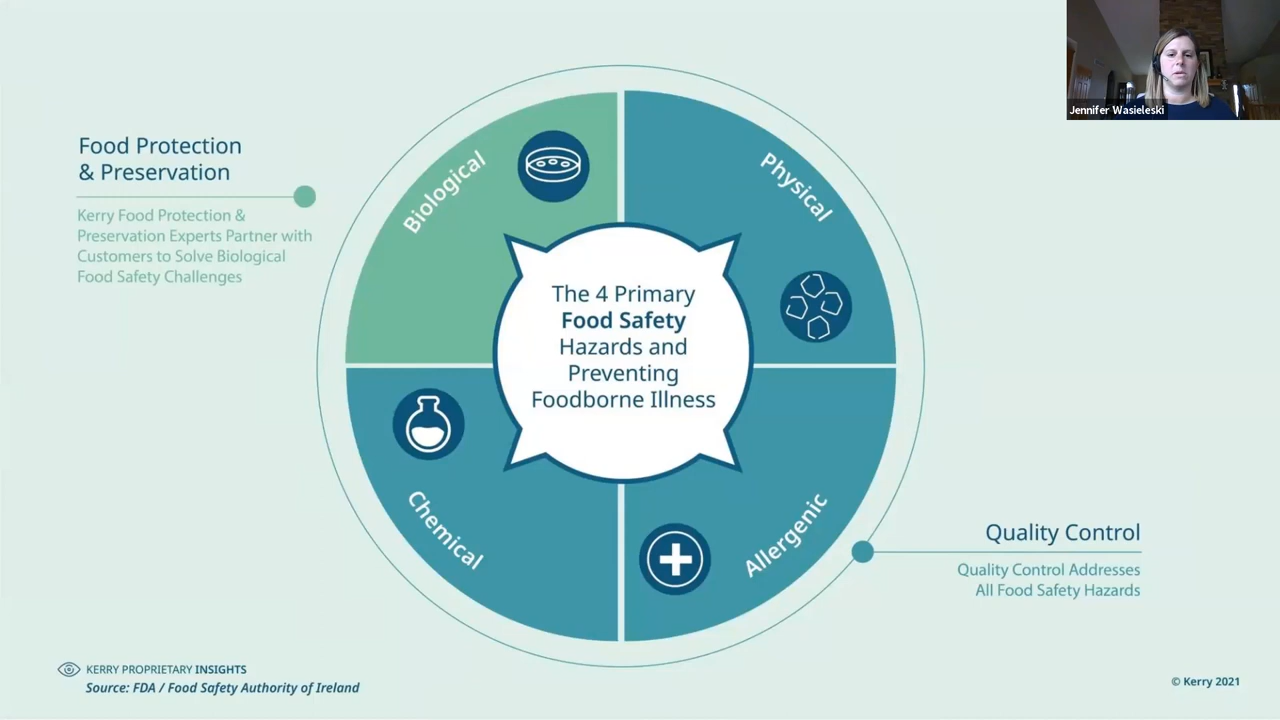 Jennifer Wasieleski
Food Protection
& Preservation
Kerry Food Protection &
Preservation Experts Partner with
Customers to Solve Biological
Food Safety Challenges
Biological
Physical
The 4 Primary
Food Safety
Hazards and
Preventing
Foodborne Illness
Chemical
Allergenic
Quality Control
Quality Control Addresses
All Food Safety Hazards
KERRY PROPRIETARY INSIGHTS
Source: FDA / Food Safety Authority of Ireland
© Kerry 2021